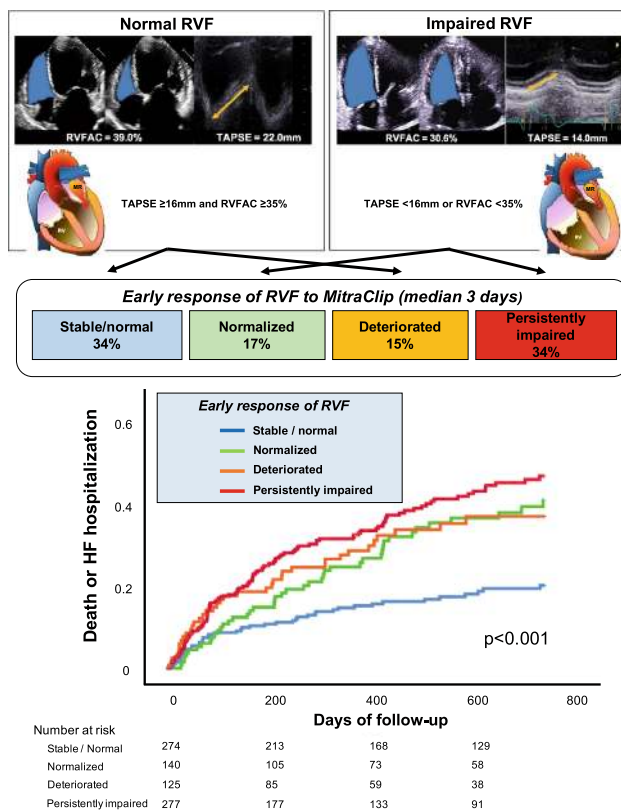 Normal RVF
Impaired RVF
RVFAC = 39.0%
TAPSE = 22.0mm
RVFAC = 30.6%
TAPSE = 14.0mm
MR
RV
TAPSE ≥16mm and RVFAC ≥35%
TAPSE <16mm or RVFAC <35%
MR
RV
Early response of RVF to MitraClip (median 3 days)
Stable/normal
34%
Normalized
17%
Deteriorated
15%
Persistently
impaired
34%
Early response of RVF
Stable / normal
Normalized
Deteriorated
Persistently impaired
Death or HF hospitalization
0.6
0.4
0.2
0
p<0.001
0 200 400 600 800
Days of follow-up
Number at risk
Stable / Normal 274 213 168 129
Normalized 140 105 73 58
Deteriorated 125 85 59 38
Persistently impaired 277 177 133 91